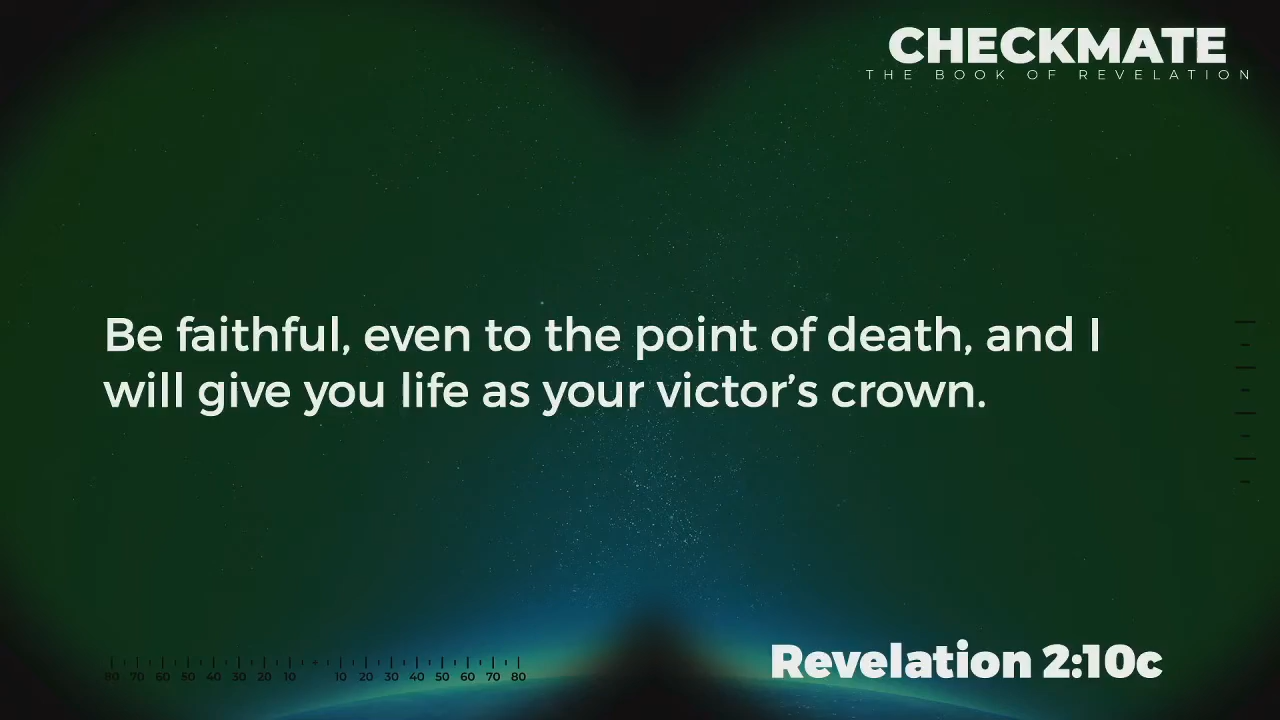 CHECKMATE
THE BOOK OF REVELATION
Be faithful, even to the point of death, and I
will give you life as your victor’s crown.
Revelation 2:10c
80 70 60 50 40 30 20 10 10 20 30 40 50 60 70 80